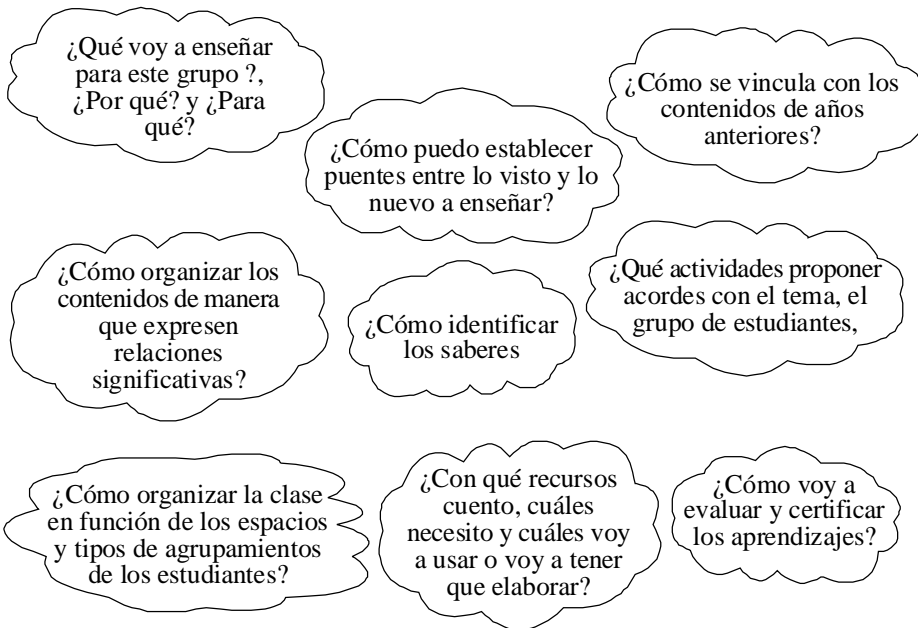 ¿Qué voy a enseñar
para este grupo ?,
¿Por qué? y ¿Para
qué?
¿Cómo puedo establecer
puentes entre lo visto y lo
nuevo a enseñar?
¿Cómo se vincula con los
contenidos de años
anteriores?
¿Cómo organizar los
contenidos de manera
que expresen
relaciones
significativas?
¿Cómo identificar
los saberes
¿Qué actividades proponer
acordes con el tema, el
grupo de estudiantes,
¿Cómo organizar la clase
en función de los espacios
y tipos de agrupamientos
de los estudiantes?
¿Con qué recursos
cuento, cuáles
necesito y cuáles voy
a usar o voy a tener
que elaborar?
¿Cómo voy a
evaluar y certificar
los aprendizajes?